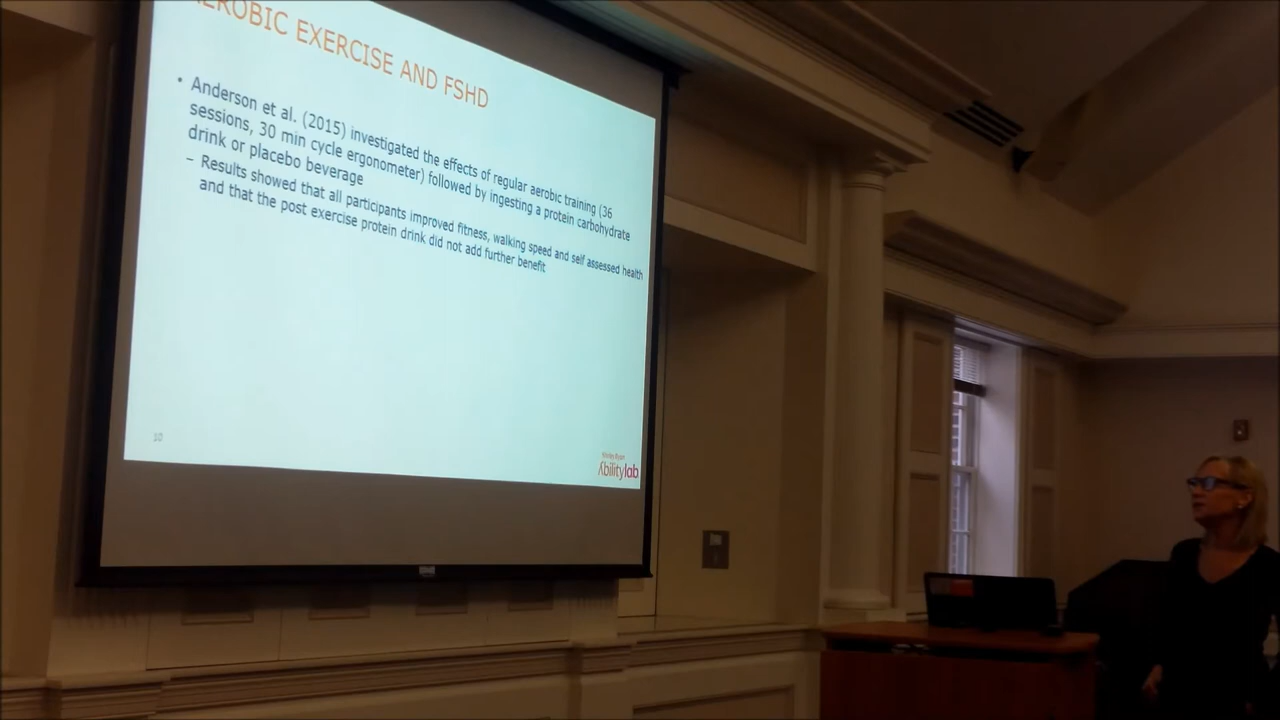 AEROBIC EXERCISE AND FSHD
• Anderson et al. (2015) investigated the effects of regular aerobic training (36
sessions, 30 min cycle ergonometer) followed by ingesting a protein carbohydrate
drink or placebo beverage
– Results showed that all participants improved fitness, walking speed and self assessed health
and that the post exercise protein drink did not add further benefit
10
Shirley Ryan
Abilitylab